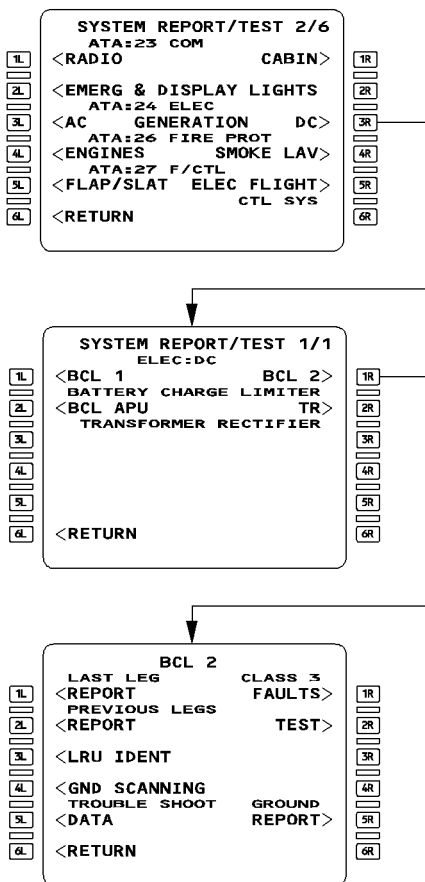 SYSTEM REPORT/TEST 2/6
ATA:23 COM
1L <RADIO CABIN> 1R
2L <EMERG & DISPLAY LIGHTS 2R
ATA:24 ELEC
3L <AC GENERATION DC> 3R
ATA:26 FIRE PROT
4L <ENGINES SMOKE LAV> 4R
ATA:27 F/CTL
5L <FLAP/SLAT ELEC FLIGHT> 5R
CTL SYS
6L <RETURN 6R
SYSTEM REPORT/TEST 1/1
ELEC:DC
1L <BCL 1 BCL 2> 1R
BATTERY CHARGE LIMITER
2L <BCL APU TR> 2R
TRANSFORMER RECTIFIER
3L 3R
4L 4R
5L 5R
6L <RETURN 6R
BCL 2
LAST LEG CLASS 3
1L <REPORT FAULTS> 1R
PREVIOUS LEGS
2L <REPORT TEST> 2R
3L <LRU IDENT 3R
4L <GND SCANNING 4R
TROUBLE SHOOT GROUND
5L <DATA REPORT> 5R
6L <RETURN 6R